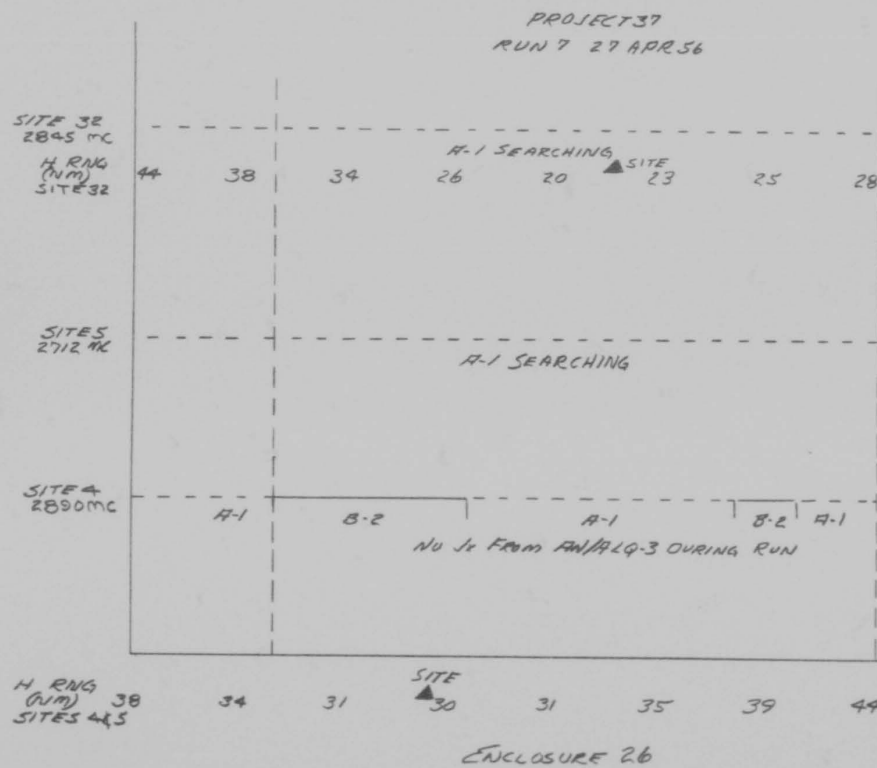 PROJECT 37
RUN 7 27 APR 56
SITE 32
2845 MC
A-1 SEARCHING
H RNG
(NM)
SITE 32
44 38 34 26 20 ▲ SITE 23 25 28
SITE 5
2712 MC
A-1 SEARCHING
SITE 4
2890 MC
A-1 B-2 A-1 B-2 A-1
FROM AN/ALQ-3 DURING RUN
H RNG
(NM)
SITES 4&5
38 34 31 ▲ SITE 30 31 35 39 44
ENCLOSURE 26